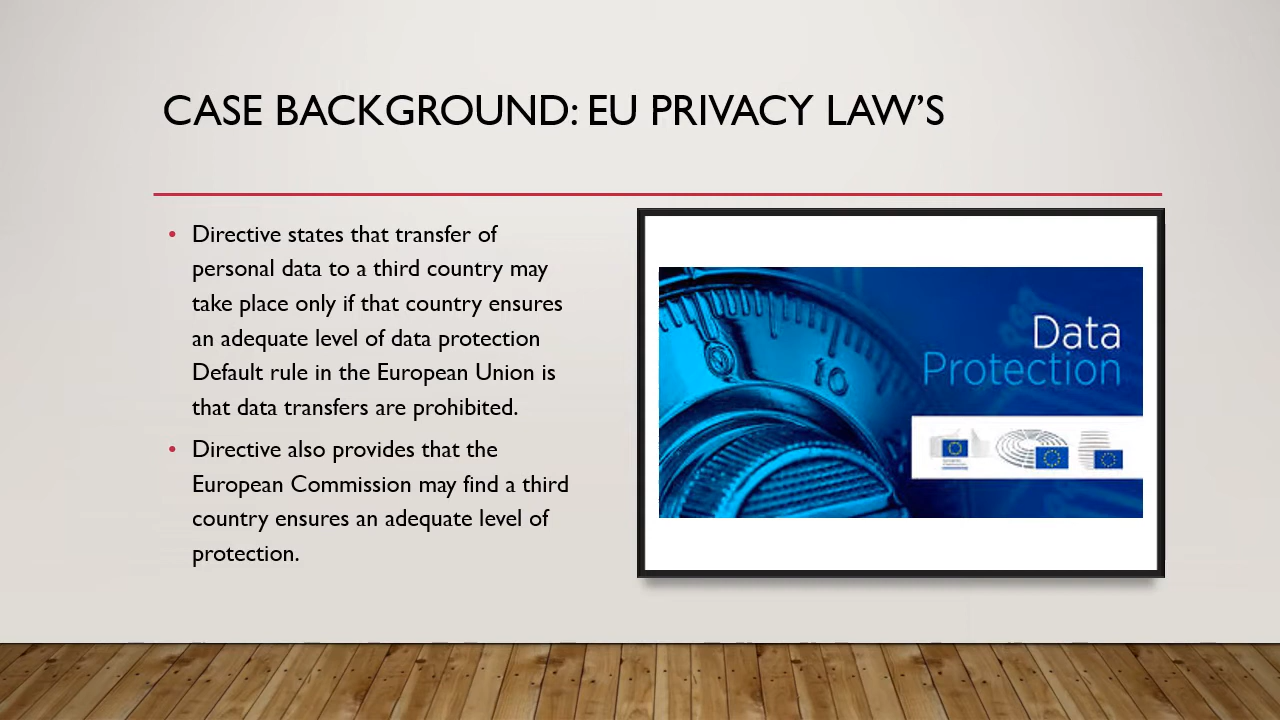 CASE BACKGROUND: EU PRIVACY LAW’S
• Directive states that transfer of
personal data to a third country may
take place only if that country ensures
an adequate level of data protection
Default rule in the European Union is
that data transfers are prohibited.
• Directive also provides that the
European Commission may find a third
country ensures an adequate level of
protection.
Data
Protection
10